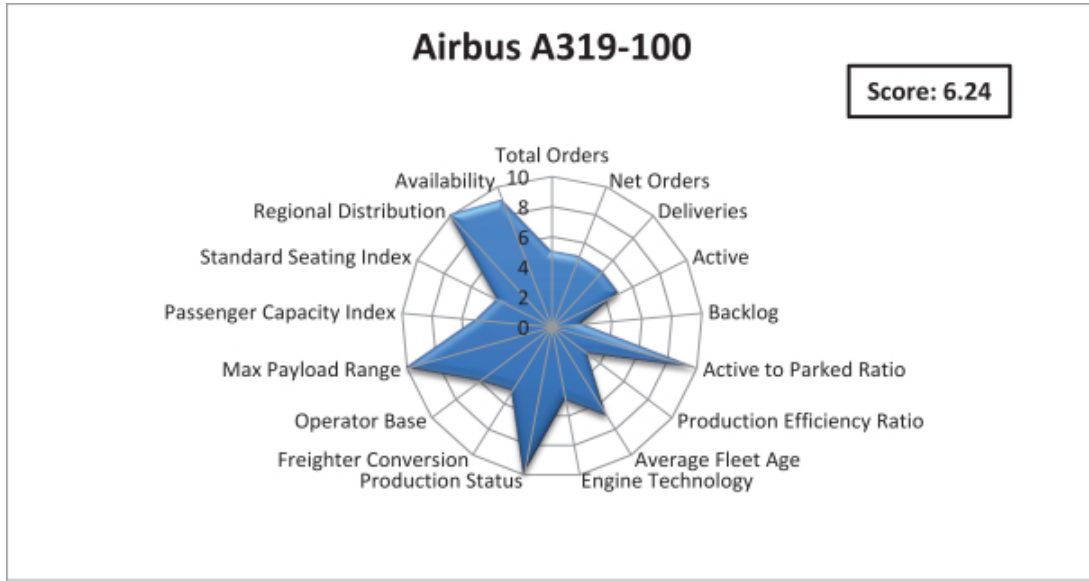 Airbus A319-100
Score: 6.24
Total Orders
Availability
10
Net Orders
Regional Distribution
8
Deliveries
6
Standard Seating Index
4
Active
2
Passenger Capacity Index
0
Backlog
Max Payload Range
Active to Parked Ratio
Operator Base
Production Efficiency Ratio
Freighter Conversion
Average Fleet Age
Production Status
Engine Technology